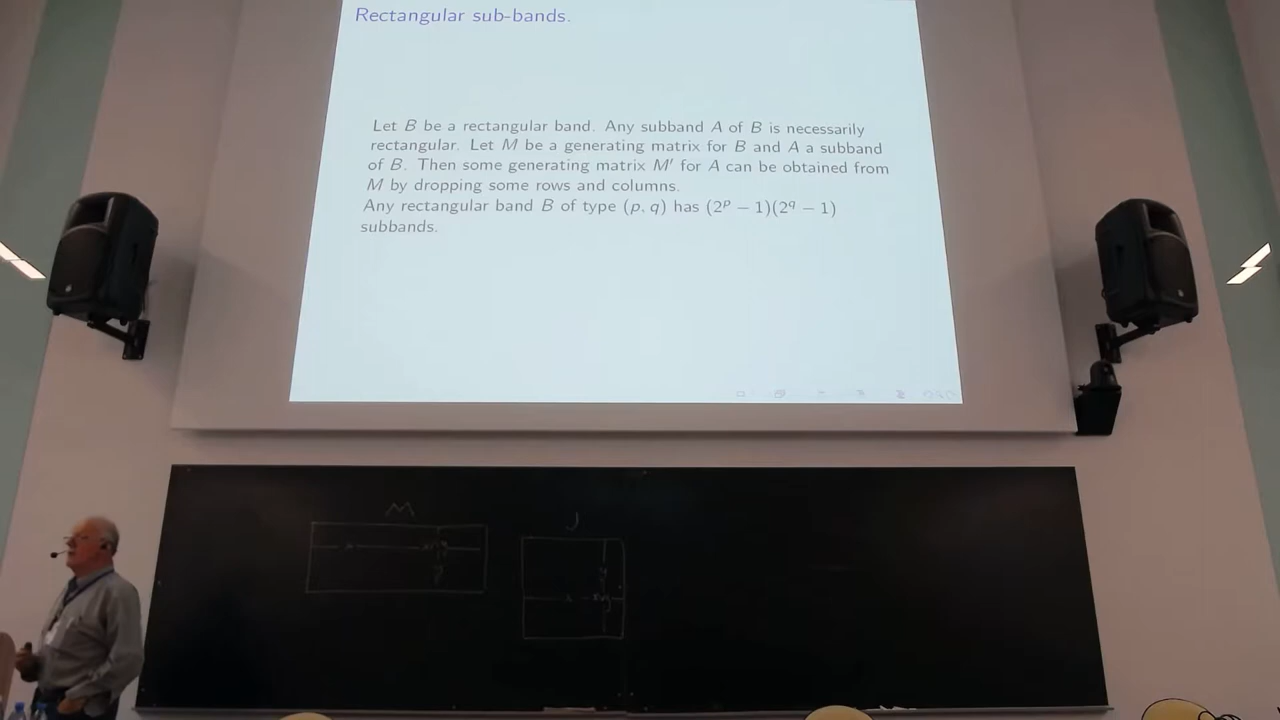 Rectangular sub-bands.
Let B be a rectangular band. Any subband A of B is necessarily
rectangular. Let M be a generating matrix for B and A a subband
of B. Then some generating matrix M′ for A can be obtained from
M by dropping some rows and columns.
Any rectangular band B of type (p, q) has (2^p − 1)(2^q − 1)
subbands.
M
J